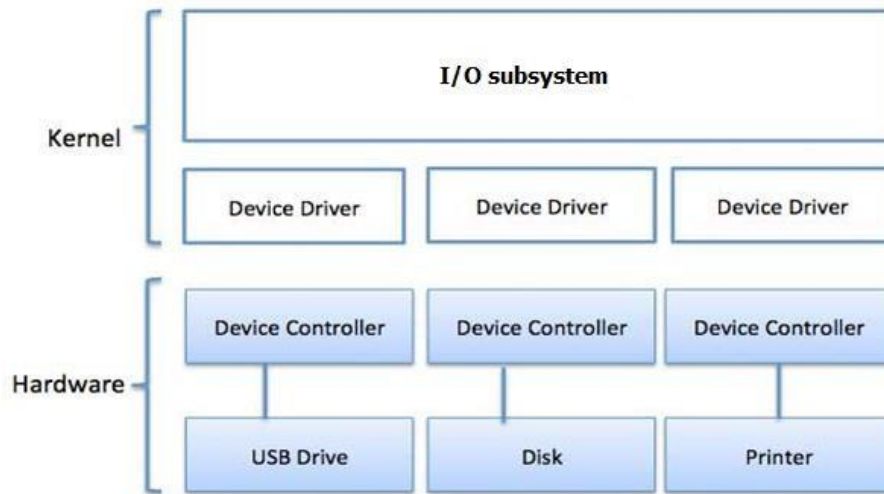 I/O subsystem
Kernel
Device Driver
Device Driver
Device Driver
Device Controller
Device Controller
Device Controller
Hardware
USB Drive
Disk
Printer